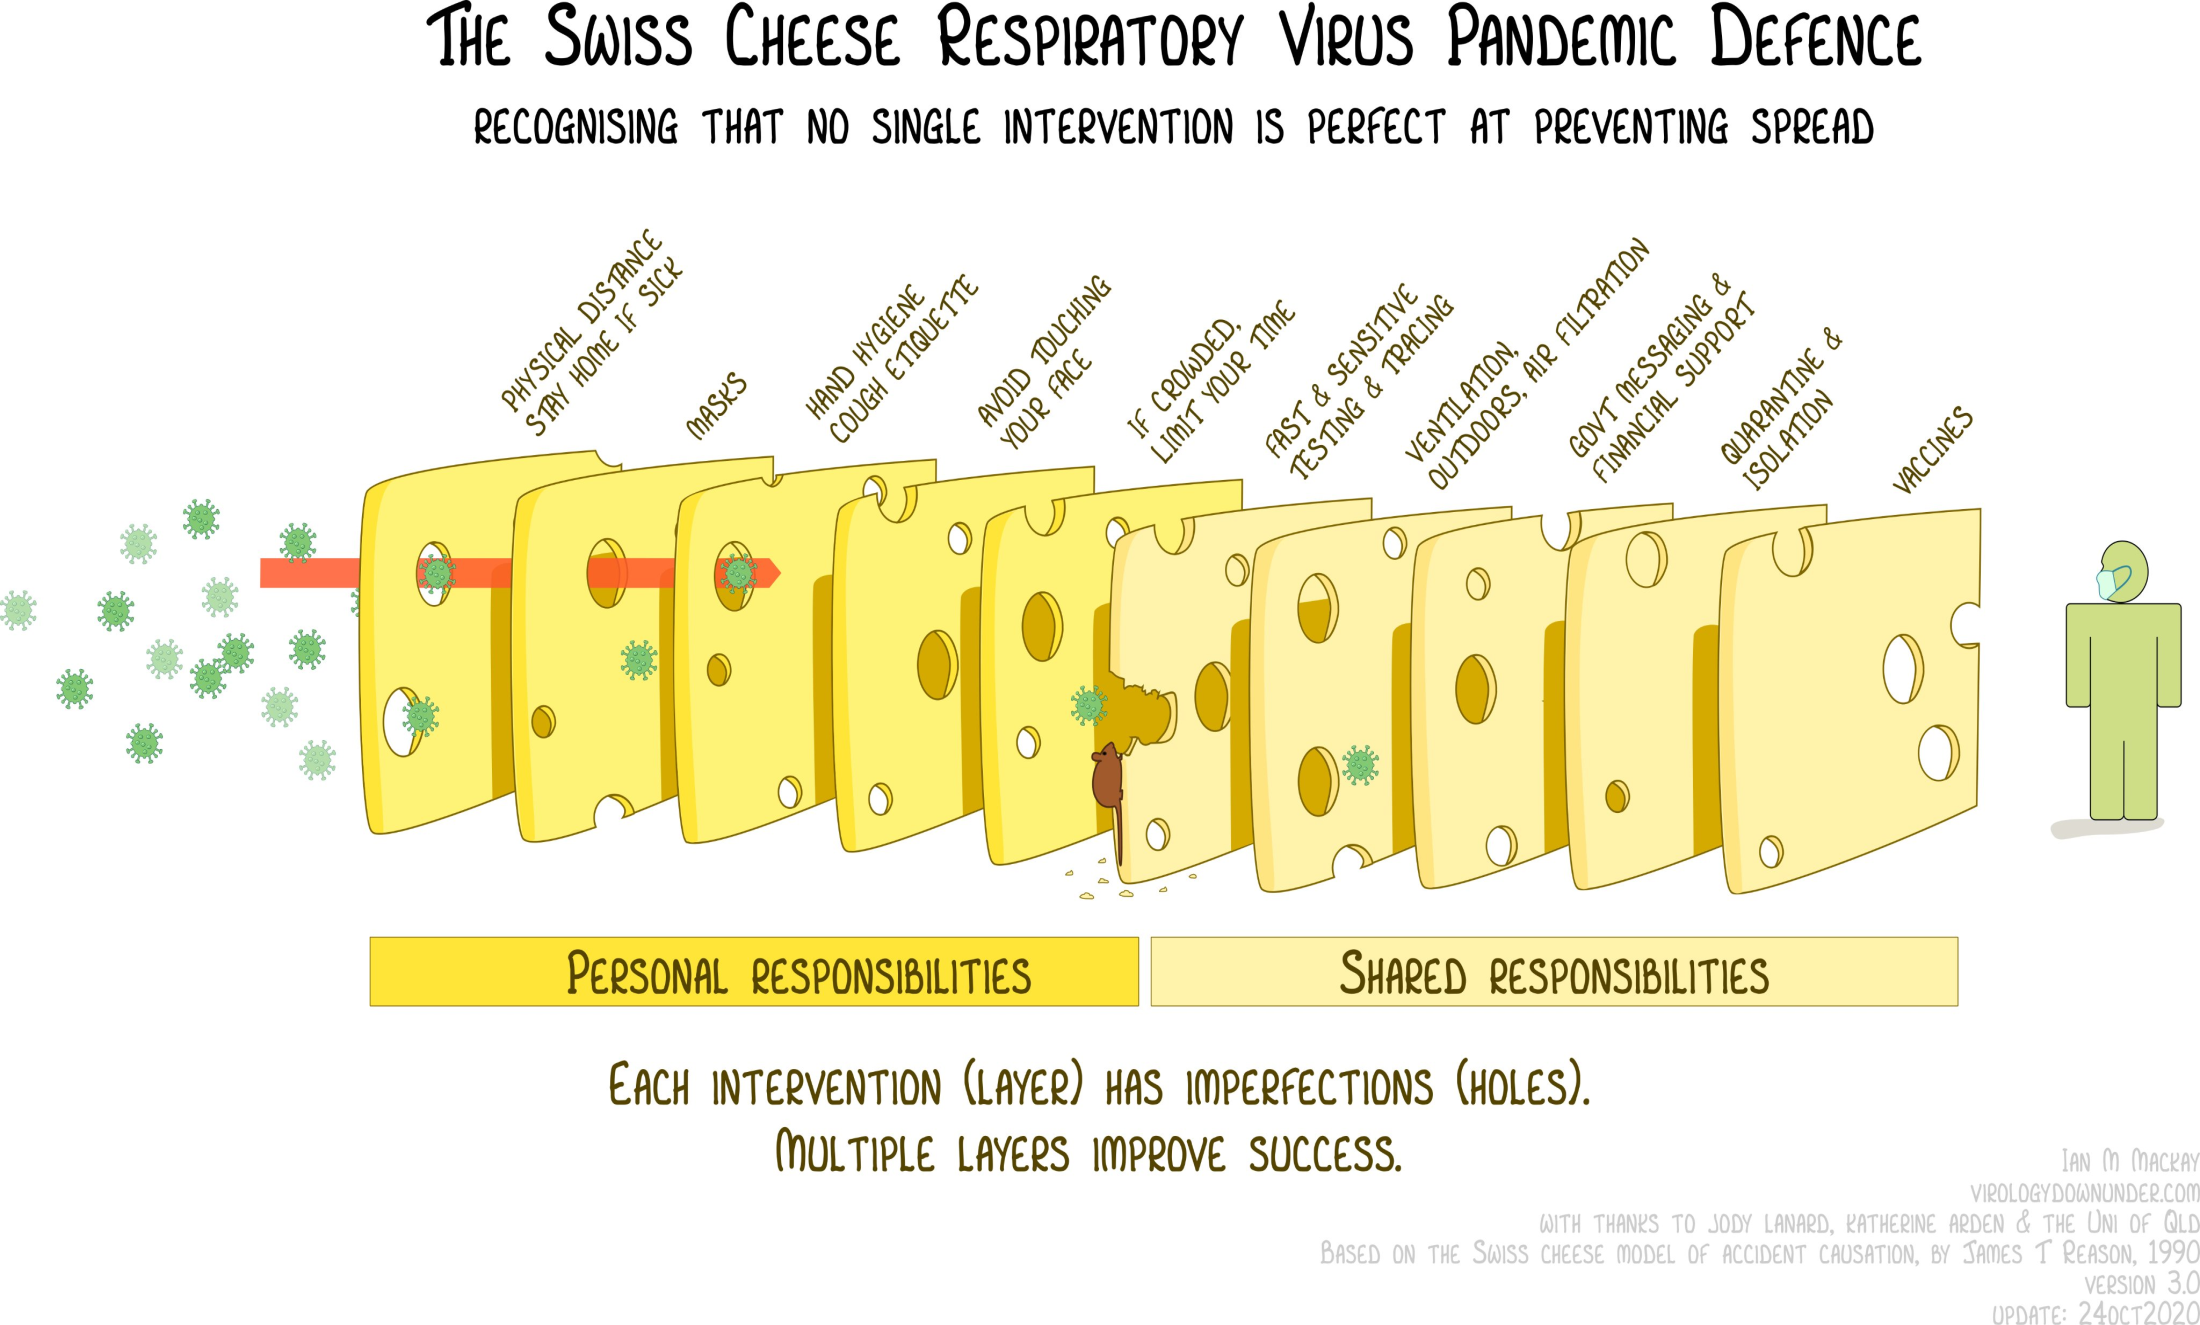 The Swiss Cheese Respiratory Virus Pandemic Defence
recognising that no single intervention is perfect at preventing spread
Physical distance
stay home if sick
Masks
Hand hygiene
cough etiquette
Avoid touching
your face
If crowded,
limit your time
Fast & sensitive
testing & tracing
Ventilation,
outdoors, air filtration
Govt messaging &
financial support
Quarantine &
isolation
Vaccines
Personal responsibilities
Shared responsibilities
Each intervention (layer) has imperfections (holes).
Multiple layers improve success.
Ian M Mackay
virologydownunder.com
with thanks to Jody Lanard, Katherine Arden & the Uni of Qld
Based on the Swiss cheese model of accident causation, by James T Reason, 1990
version 3.0
update: 24oct2020